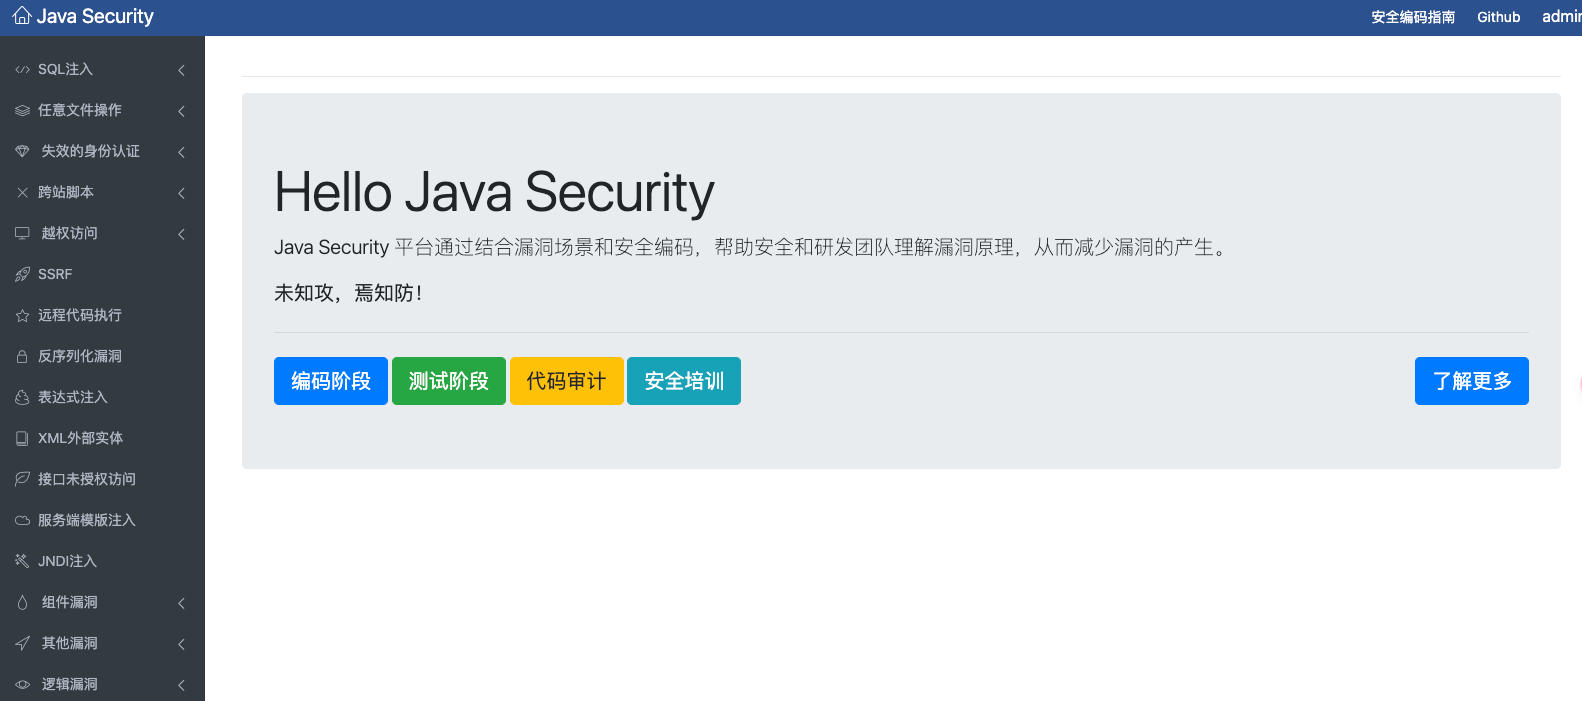 Java Security
安全编码指南
Github
admin
SQL注入
任意文件操作
失效的身份认证
跨站脚本
越权访问
SSRF
远程代码执行
反序列化漏洞
表达式注入
XML外部实体
接口未授权访问
服务端模版注入
JNDI注入
组件漏洞
其他漏洞
逻辑漏洞
Hello Java Security
Java Security 平台通过结合漏洞场景和安全编码，帮助安全和研发团队理解漏洞原理，从而减少漏洞的产生。
未知攻，焉知防！
编码阶段
测试阶段
代码审计
安全培训
了解更多